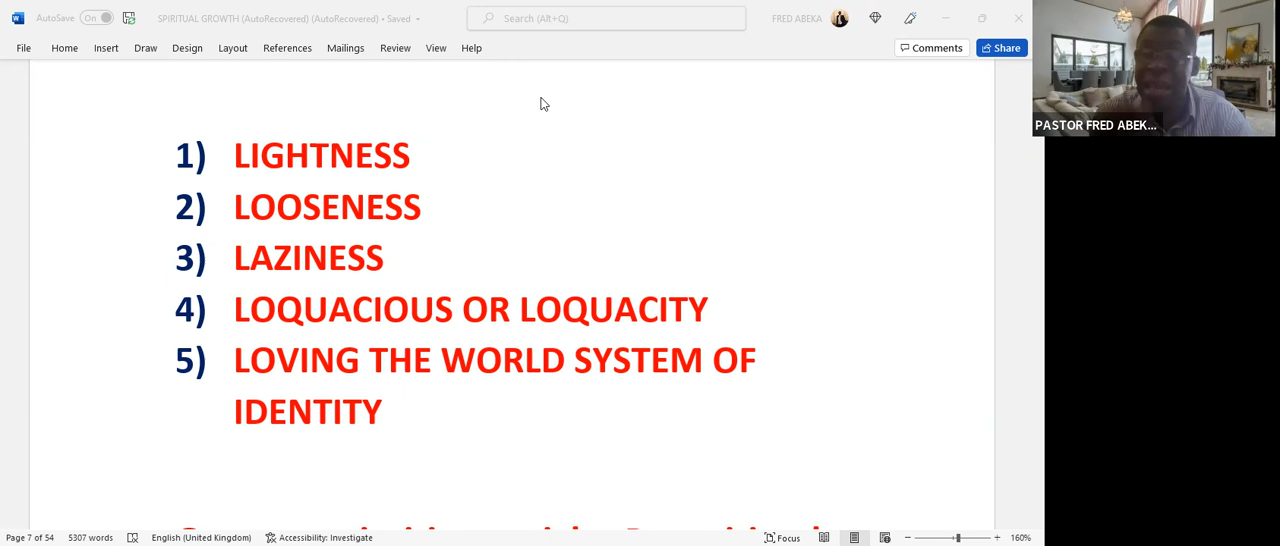 AutoSave On SPIRITUAL GROWTH (AutoRecovered) (AutoRecovered) • Saved Search (Alt+Q) FRED ABEKA
File Home Insert Draw Design Layout References Mailings Review View Help Comments Share
PASTOR FRED ABEK...
1) LIGHTNESS
2) LOOSENESS
3) LAZINESS
4) LOQUACIOUS OR LOQUACITY
5) LOVING THE WORLD SYSTEM OF
IDENTITY
Page 7 of 54 5307 words English (United Kingdom) Accessibility: Investigate Focus 160%